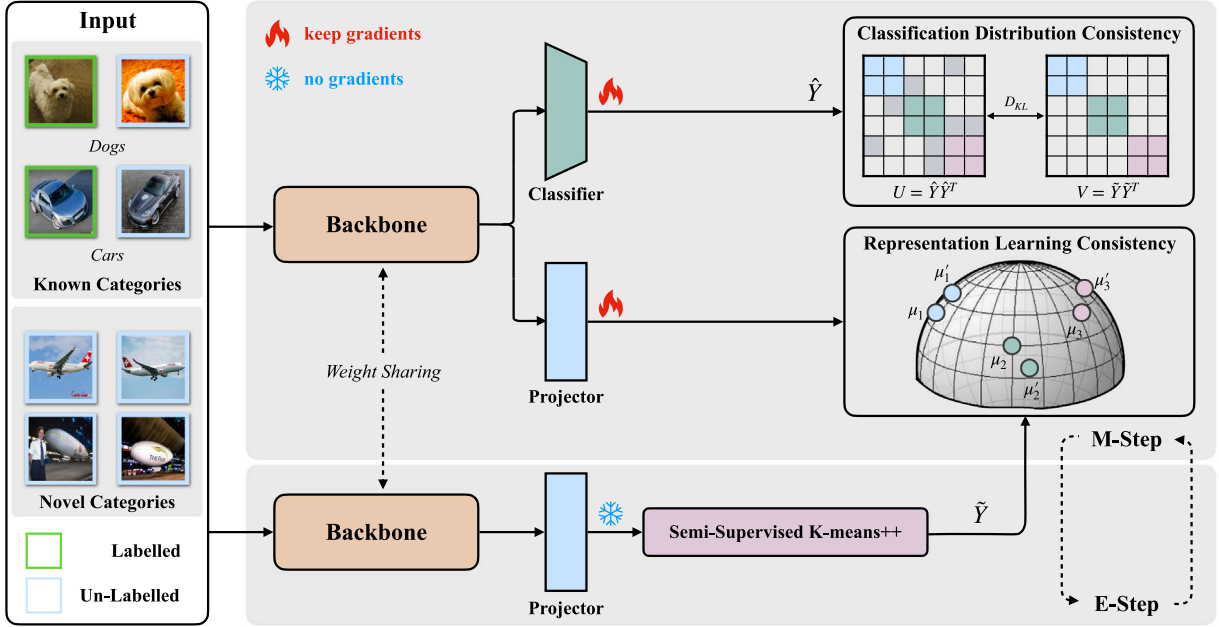 Input
Dogs
Cars
Known Categories
Novel Categories
Labelled
Un-Labelled
keep gradients
no gradients
Backbone
Weight Sharing
Backbone
Classifier
Projector
Projector
Ŷ
Classification Distribution Consistency
D_{KL}
U = ŶŶ^T
V = ỸỸ^T
Representation Learning Consistency
μ′_1
μ_1
μ′_3
μ_3
μ_2
μ′_2
Semi-Supervised K-means++
Ỹ
M-Step
E-Step